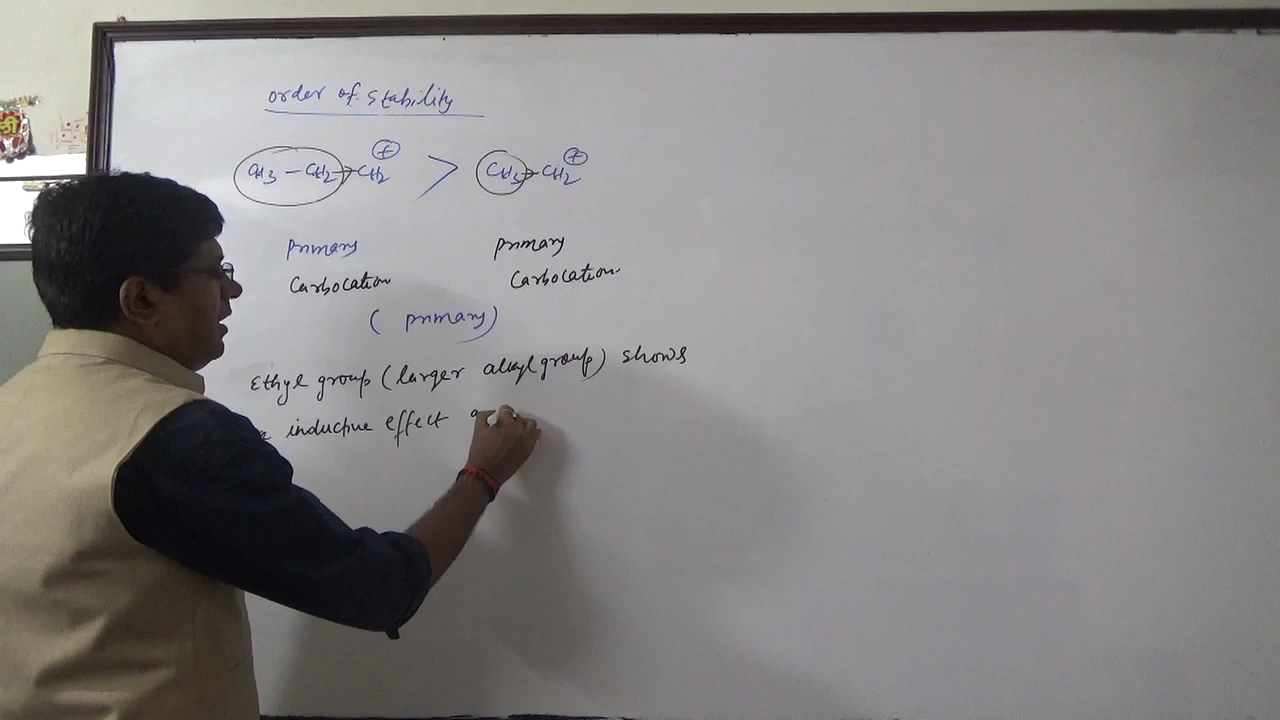 order of stability
CH3 – CH2 → CH2 + > CH3 → CH2 +
Primary Primary
Carbocation Carbocation
( primary)
Ethyl group (larger alkyl group) shows
inductive effect
श्री